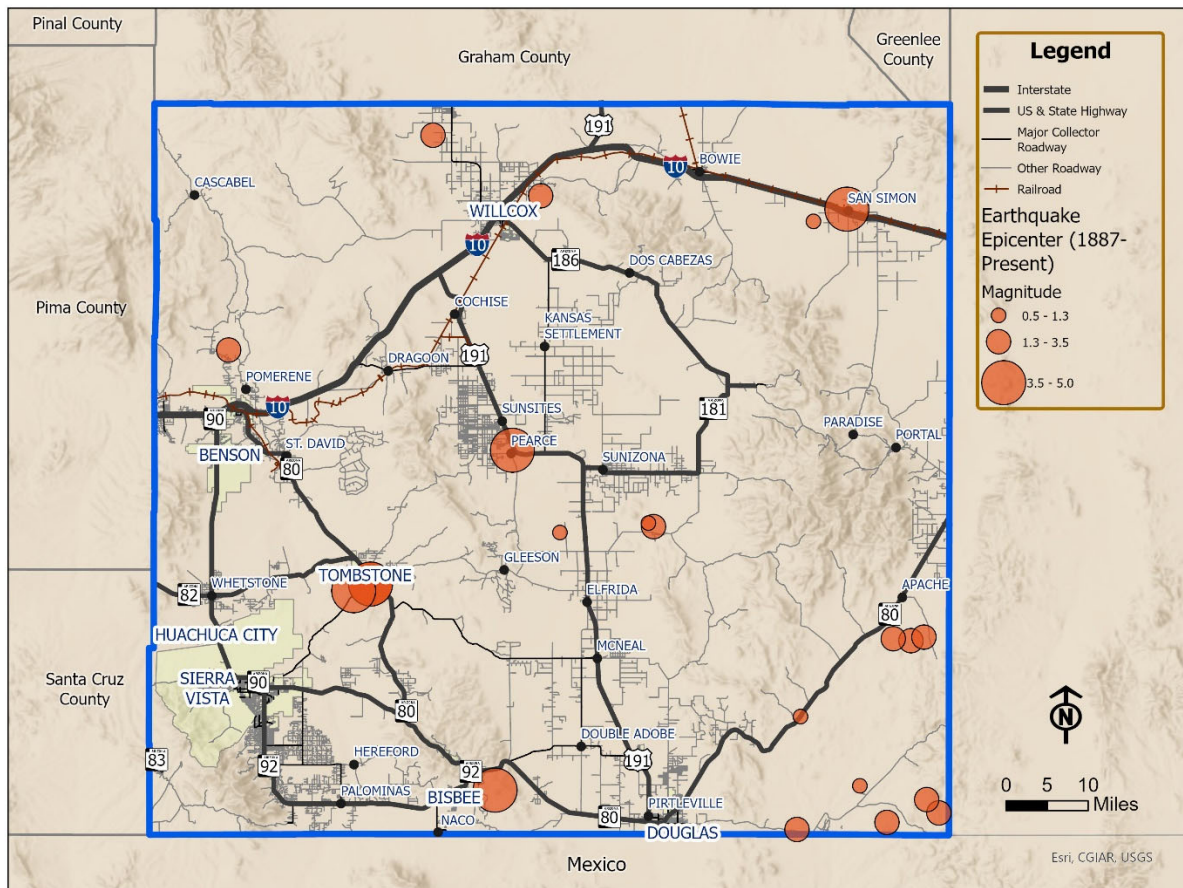 Pinal County
Graham County
Greenlee
County
Legend
Interstate
US & State Highway
Major Collector
Roadway
Other Roadway
Railroad
Earthquake
Epicenter (1887-
Present)
Magnitude
0.5 - 1.3
1.3 - 3.5
3.5 - 5.0
191
10
BOWIE
CASCABEL
SAN SIMON
WILLCOX
10
186
DOS CABEZAS
Pima County
COCHISE
KANSAS
SETTLEMENT
191
DRAGOON
POMERENE
10
181
90
SUNSITES
PARADISE
PORTAL
ST. DAVID
PEARCE
BENSON
80
SUNIZONA
GLEESON
TOMBSTONE
WHETSTONE
82
APACHE
ELFRIDA
80
HUACHUCA CITY
MCNEAL
Santa Cruz
County
SIERRA
VISTA
90
80
N
DOUBLE ADOBE
HEREFORD
83
92
92
191
BISBEE
PALOMINAS
PIRTLEVILLE
80
NACO
DOUGLAS
0 5 10
Miles
Mexico
Esri, CGIAR, USGS